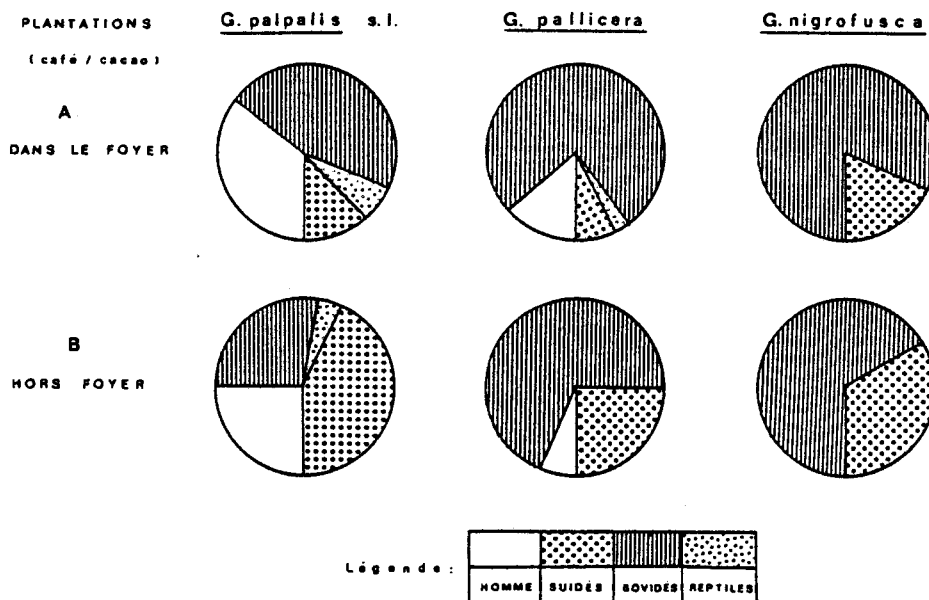 PLANTATIONS
(café / cacao)
G. palpalis s.l.
G. pallicera
G. nigrofusca
A
DANS LE FOYER
B
HORS FOYER
Légende :
HOMME
SUIDÉS
BOVIDÉS
REPTILES